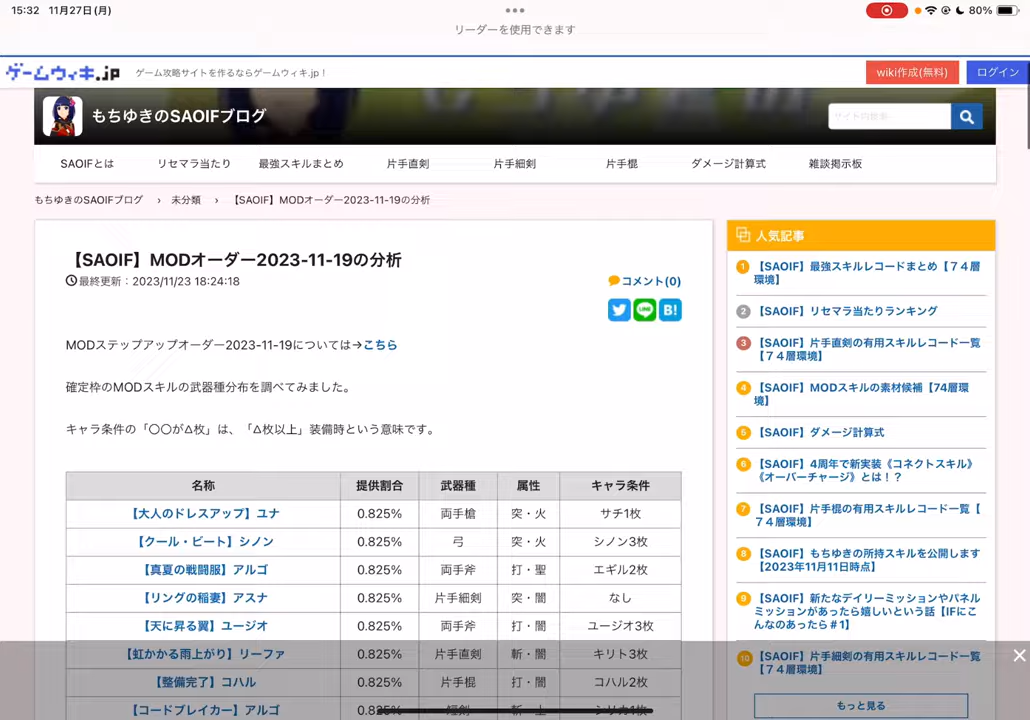 15:32 11月27日(月)
80%
リーダーを使用できます
ゲームウィキ.jp ゲーム攻略サイトを作るならゲームウィキ.jp！
wiki作成(無料) ログイン
もちゆきのSAOIFブログ
サイト内検索
SAOIFとは リセマラ当たり 最強スキルまとめ 片手直剣 片手細剣 片手棍 ダメージ計算式 雑談掲示板
もちゆきのSAOIFブログ › 未分類 › 【SAOIF】MODオーダー2023-11-19の分析
【SAOIF】MODオーダー2023-11-19の分析
最終更新：2023/11/23 18:24:18
コメント(0)
LINE B!
MODステップアップオーダー2023-11-19については→こちら
確定枠のMODスキルの武器種分布を調べてみました。
キャラ条件の「〇〇がΔ枚」は、「Δ枚以上」装備時という意味です。
名称 提供割合 武器種 属性 キャラ条件
【大人のドレスアップ】ユナ 0.825% 両手槍 突・火 サチ1枚
【クール・ビート】シノン 0.825% 弓 突・火 シノン3枚
【真夏の戦闘服】アルゴ 0.825% 両手斧 打・聖 エギル2枚
【リングの稲妻】アスナ 0.825% 片手細剣 突・闇 なし
【天に昇る翼】ユージオ 0.825% 両手斧 打・闇 ユージオ3枚
【虹かかる雨上がり】リーファ 0.825% 片手直剣 斬・闇 キリト3枚
【整備完了】コハル 0.825% 片手棍 打・闇 コハル2枚
【コードブレイカー】アルゴ 0.825% 短剣 斬・土 シリカ1枚
人気記事
1 【SAOIF】最強スキルレコードまとめ【７４層
環境】
2 【SAOIF】リセマラ当たりランキング
3 【SAOIF】片手直剣の有用スキルレコード一覧
【７４層環境】
4 【SAOIF】MODスキルの素材候補【74層環
境】
5 【SAOIF】ダメージ計算式
6 【SAOIF】4周年で新実装《コネクトスキル》
《オーバーチャージ》とは！？
7 【SAOIF】片手棍の有用スキルレコード一覧【
７４層環境】
8 【SAOIF】もちゆきの所持スキルを公開します
【2023年11月11日時点】
9 【SAOIF】新たなデイリーミッションやパネル
ミッションがあったら嬉しいという話【IFにこ
んなのあったら＃1】
10 【SAOIF】片手細剣の有用スキルレコード一覧
【７４層環境】
もっと見る